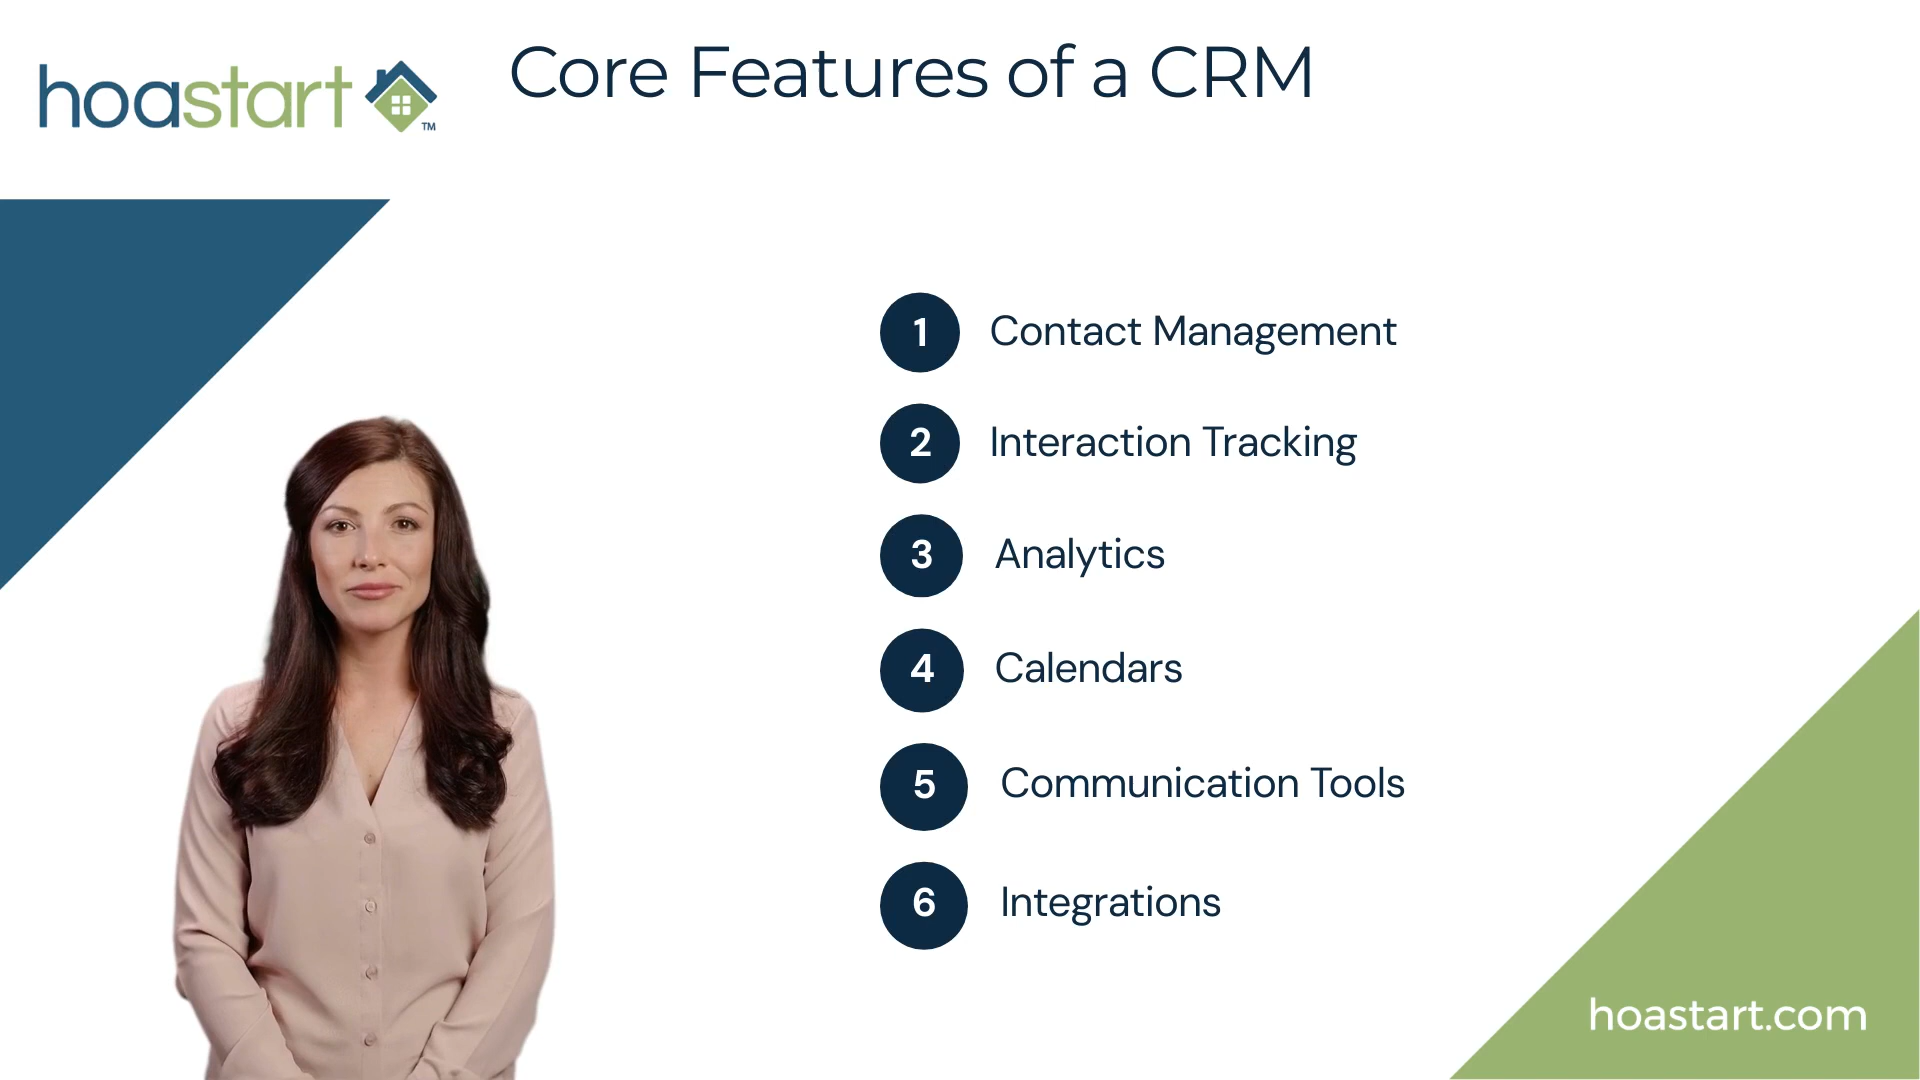 hoastart
TM
Core Features of a CRM
1 Contact Management
2 Interaction Tracking
3 Analytics
4 Calendars
5 Communication Tools
6 Integrations
hoastart.com